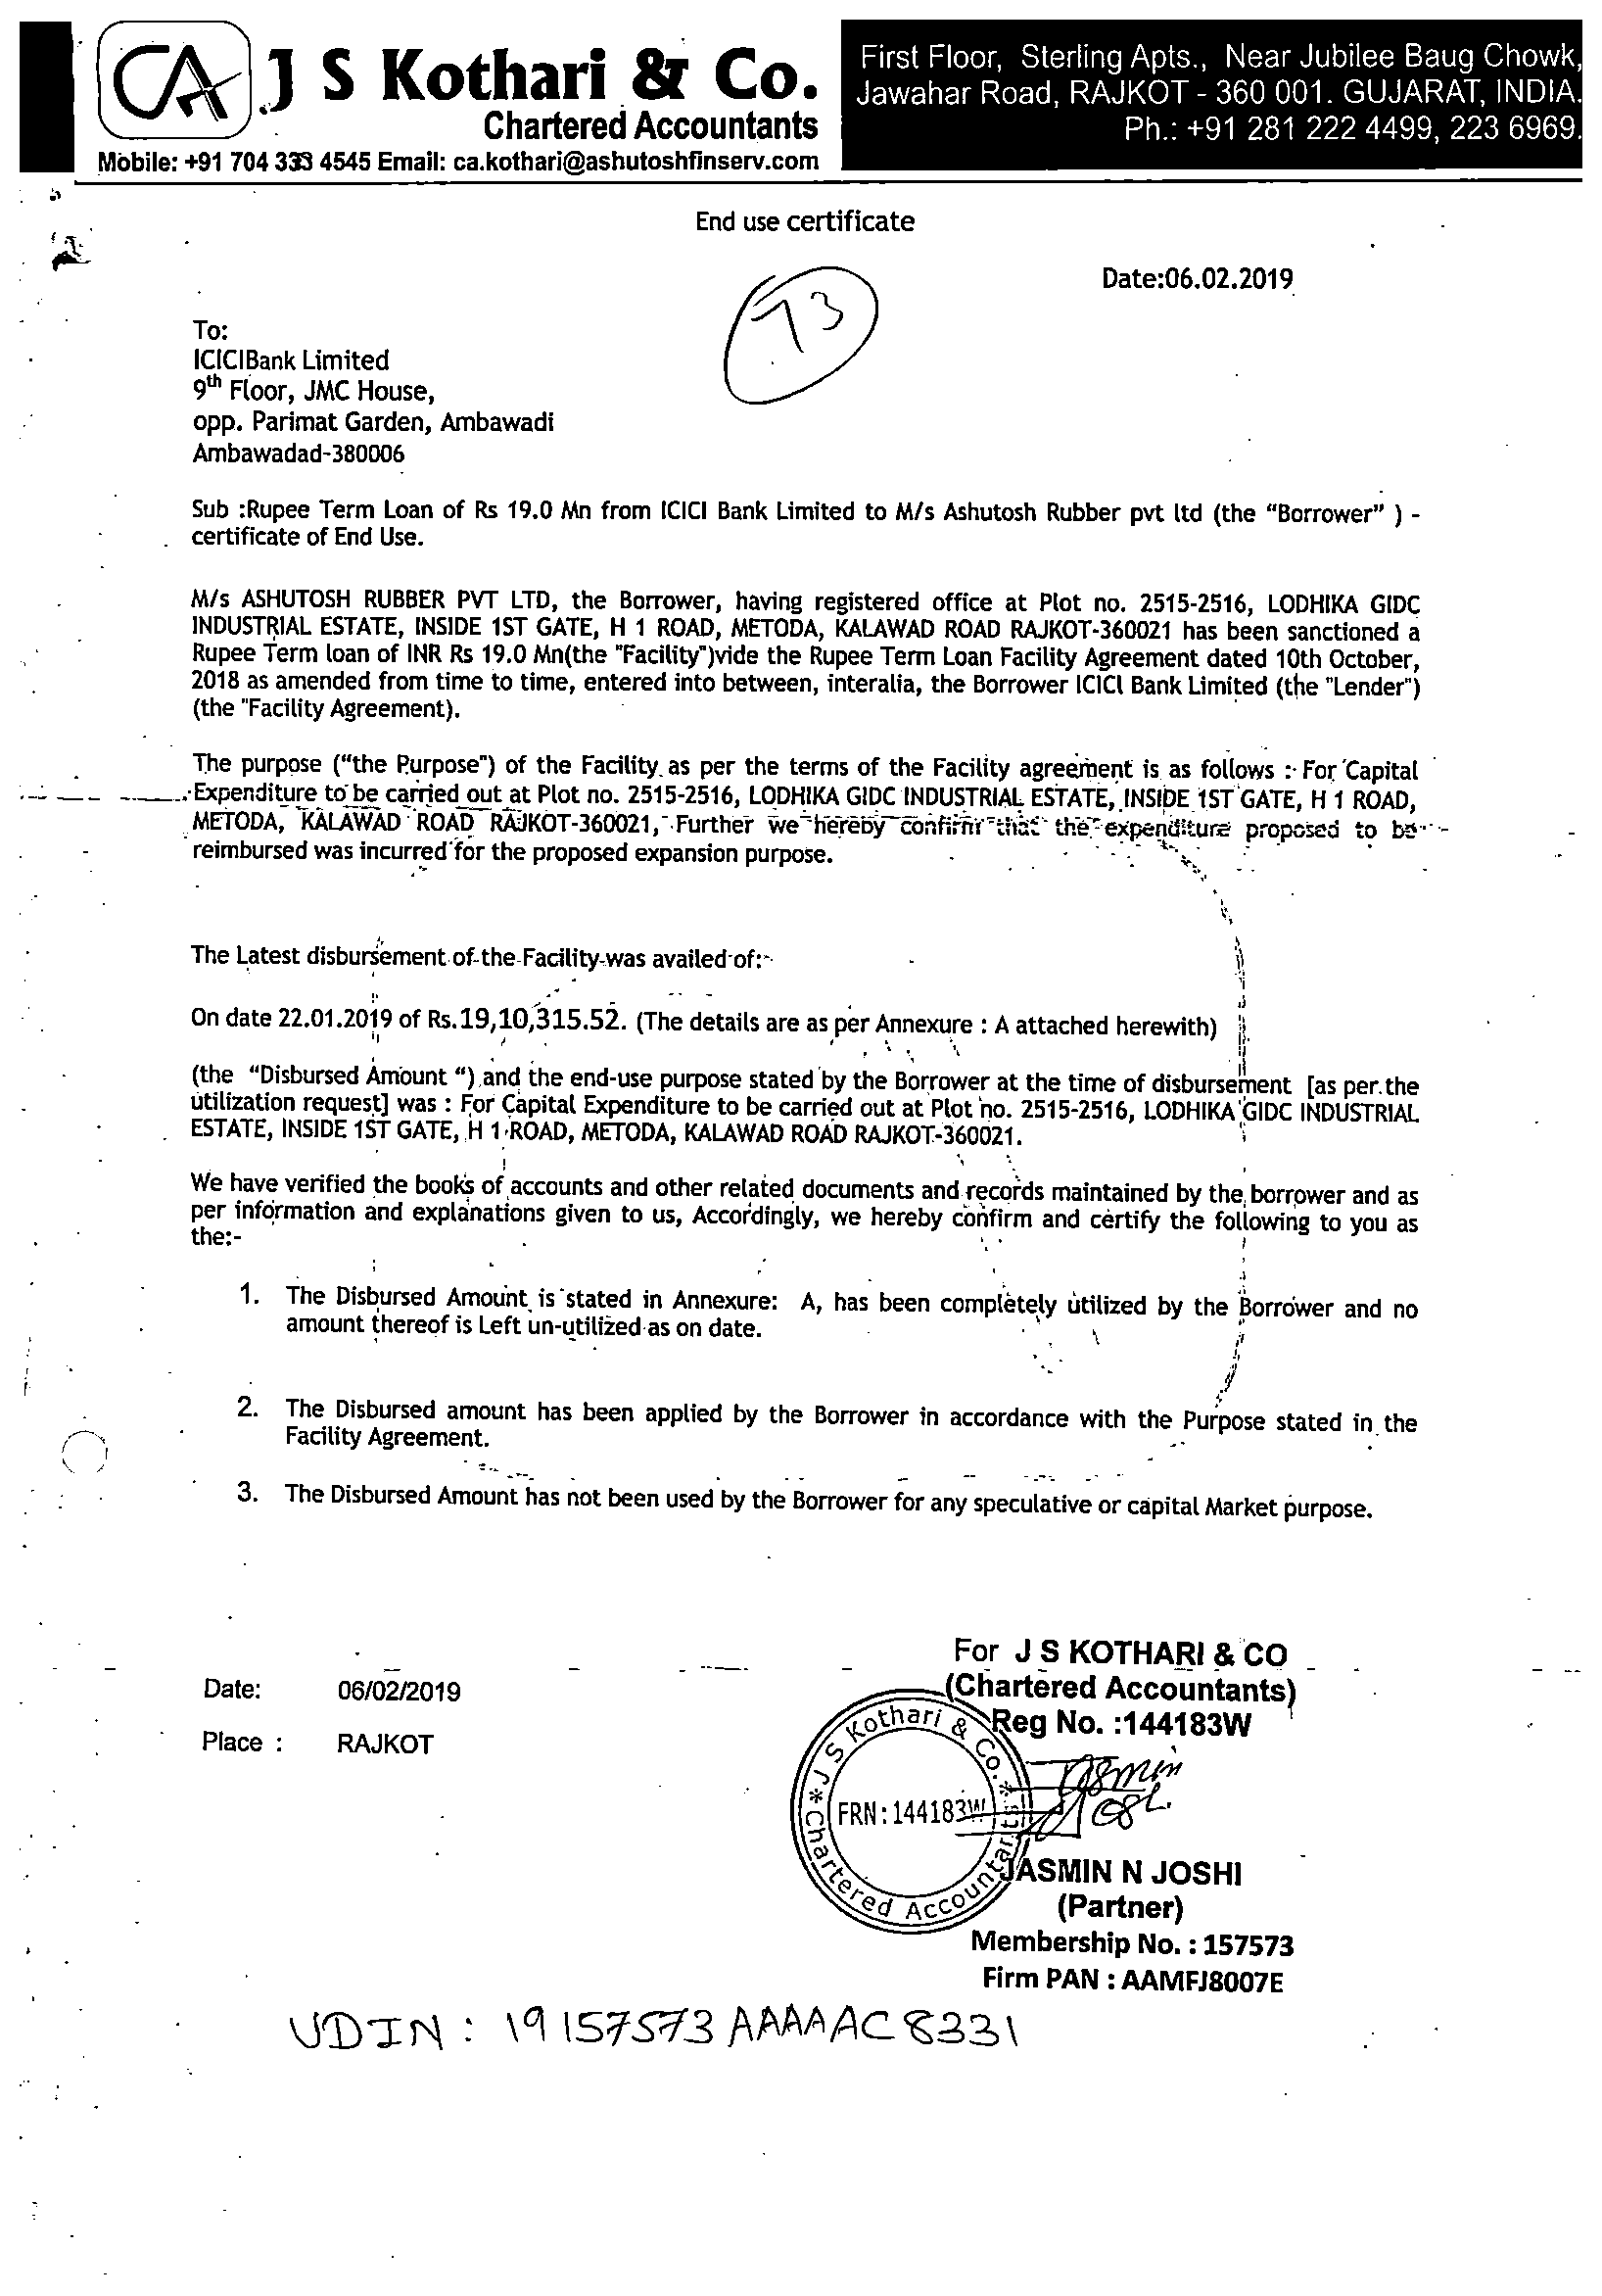 CA J S Kothari & Co.
Chartered Accountants
Mobile: +91 704 333 4545 Email: ca.kothari@ashutoshfinserv.com
First Floor, Sterling Apts., Near Jubilee Baug Chowk,
Jawahar Road, RAJKOT - 360 001. GUJARAT, INDIA.
Ph.: +91 281 222 4499, 223 6969.
End use certificate
Date:06.02.2019
73
To:
ICICIBank Limited
9th Floor, JMC House,
opp. Parimat Garden, Ambawadi
Ambawadad-380006
Sub :Rupee Term Loan of Rs 19.0 Mn from ICICI Bank Limited to M/s Ashutosh Rubber pvt ltd (the "Borrower" ) -
certificate of End Use.
M/s ASHUTOSH RUBBER PVT LTD, the Borrower, having registered office at Plot no. 2515-2516, LODHIKA GIDC
INDUSTRIAL ESTATE, INSIDE 1ST GATE, H 1 ROAD, METODA, KALAWAD ROAD RAJKOT-360021 has been sanctioned a
Rupee Term loan of INR Rs 19.0 Mn(the "Facility")vide the Rupee Term Loan Facility Agreement dated 10th October,
2018 as amended from time to time, entered into between, interalia, the Borrower ICICI Bank Limited (the "Lender")
(the "Facility Agreement).
The purpose ("the Purpose") of the Facility as per the terms of the Facility agreement is as follows :- For Capital
Expenditure to be carried out at Plot no. 2515-2516, LODHIKA GIDC INDUSTRIAL ESTATE, INSIDE 1ST GATE, H 1 ROAD,
METODA, KALAWAD ROAD RAJKOT-360021, Further we hereby confirm that the expenditure proposed to be
reimbursed was incurred for the proposed expansion purpose.
The Latest disbursement of the Facility was availed of:-
On date 22.01.2019 of Rs.19,10,315.52. (The details are as per Annexure : A attached herewith)
(the "Disbursed Amount ") and the end-use purpose stated by the Borrower at the time of disbursement [as per the
utilization request] was : For Capital Expenditure to be carried out at Plot no. 2515-2516, LODHIKA GIDC INDUSTRIAL
ESTATE, INSIDE 1ST GATE, H 1 ROAD, METODA, KALAWAD ROAD RAJKOT-360021.
We have verified the books of accounts and other related documents and records maintained by the borrower and as
per information and explanations given to us, Accordingly, we hereby confirm and certify the following to you as
the:-
1. The Disbursed Amount is stated in Annexure: A, has been completely utilized by the Borrower and no
amount thereof is Left un-utilized as on date.
2. The Disbursed amount has been applied by the Borrower in accordance with the Purpose stated in the
Facility Agreement.
3. The Disbursed Amount has not been used by the Borrower for any speculative or capital Market purpose.
Date: 06/02/2019
Place : RAJKOT
For J S KOTHARI & CO
(Chartered Accountants)
Reg No. :144183W
* J S Kothari & Co. * Chartered Accountants
FRN:144183W
Jasmin
Joshi
JASMIN N JOSHI
(Partner)
Membership No. : 157573
Firm PAN : AAMFJ8007E
UDIN : 19157573AAAAAC8331